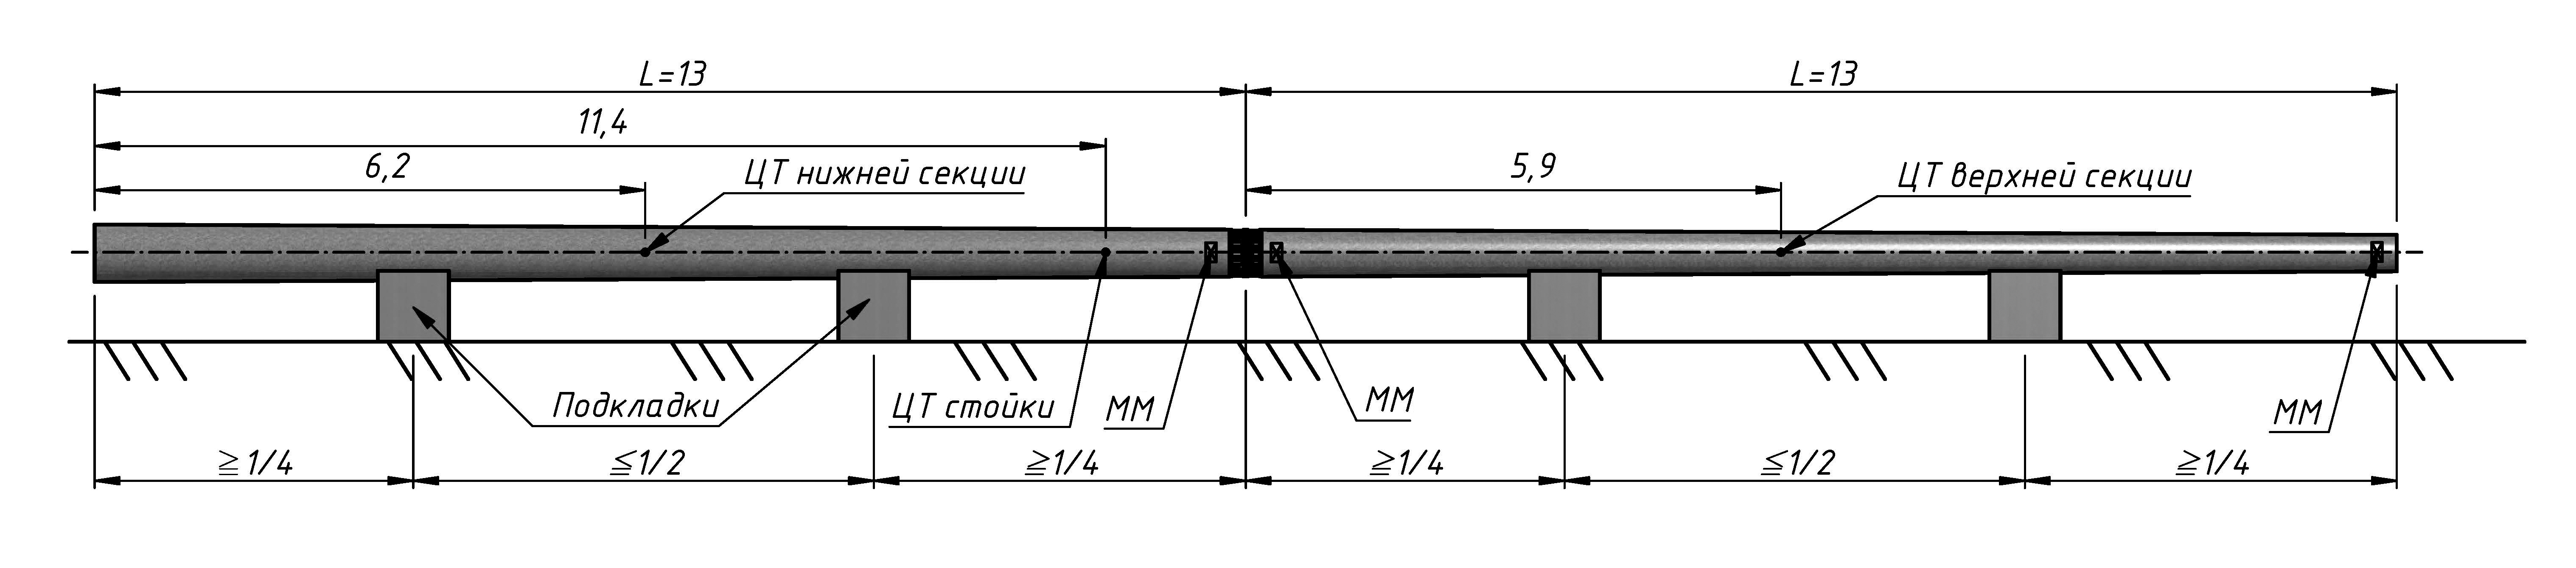 L=13
L=13
11,4
6,2
ЦТ нижней секции
5,9
ЦТ верхней секции
Подкладки
ЦТ стойки
ММ
ММ
ММ
≧1/4
≦1/2
≧1/4
≧1/4
≦1/2
≧1/4